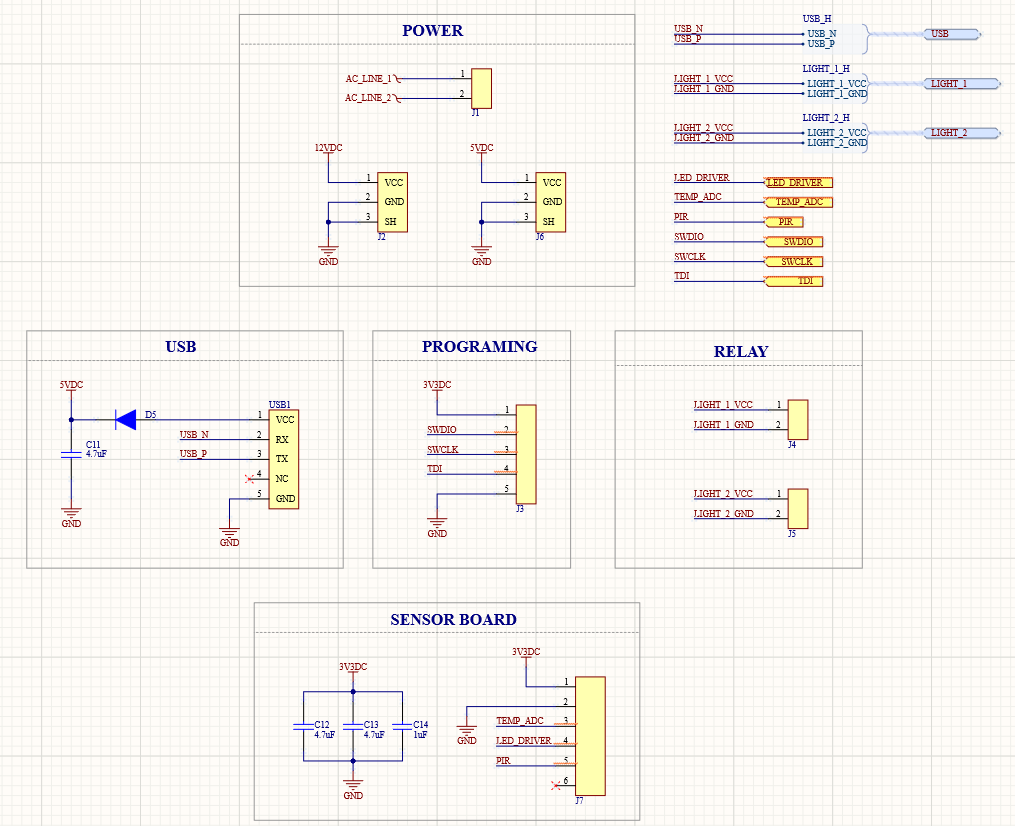 POWER
AC_LINE_1
1
AC_LINE_2
2
J1
12VDC
1
VCC
2
GND
3
SH
J2
GND
5VDC
1
VCC
2
GND
3
SH
J6
GND
USB_H
USB_N
USB_N
USB
USB_P
USB_P
LIGHT_1_H
LIGHT_1_VCC
LIGHT_1_VCC
LIGHT_1
LIGHT_1_GND
LIGHT_1_GND
LIGHT_2_H
LIGHT_2_VCC
LIGHT_2_VCC
LIGHT_2
LIGHT_2_GND
LIGHT_2_GND
LED_DRIVER
LED_DRIVER
TEMP_ADC
TEMP_ADC
PIR
PIR
SWDIO
SWDIO
SWCLK
SWCLK
TDI
TDI
USB
5VDC
D5
C11
4.7uF
GND
USB1
1
VCC
USB_N
2
RX
USB_P
3
TX
4
NC
5
GND
GND
PROGRAMING
3V3DC
1
SWDIO
2
SWCLK
3
TDI
4
5
J3
GND
RELAY
LIGHT_1_VCC
1
LIGHT_1_GND
2
J4
LIGHT_2_VCC
1
LIGHT_2_GND
2
J5
SENSOR BOARD
3V3DC
C12
4.7uF
C13
4.7uF
C14
1uF
GND
3V3DC
1
2
GND
TEMP_ADC
3
LED_DRIVER
4
PIR
5
6
J7